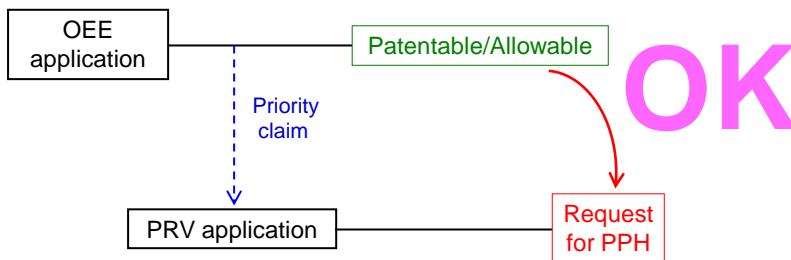 OEE
application
Patentable/Allowable
OK
Priority
claim
PRV application
Request
for PPH